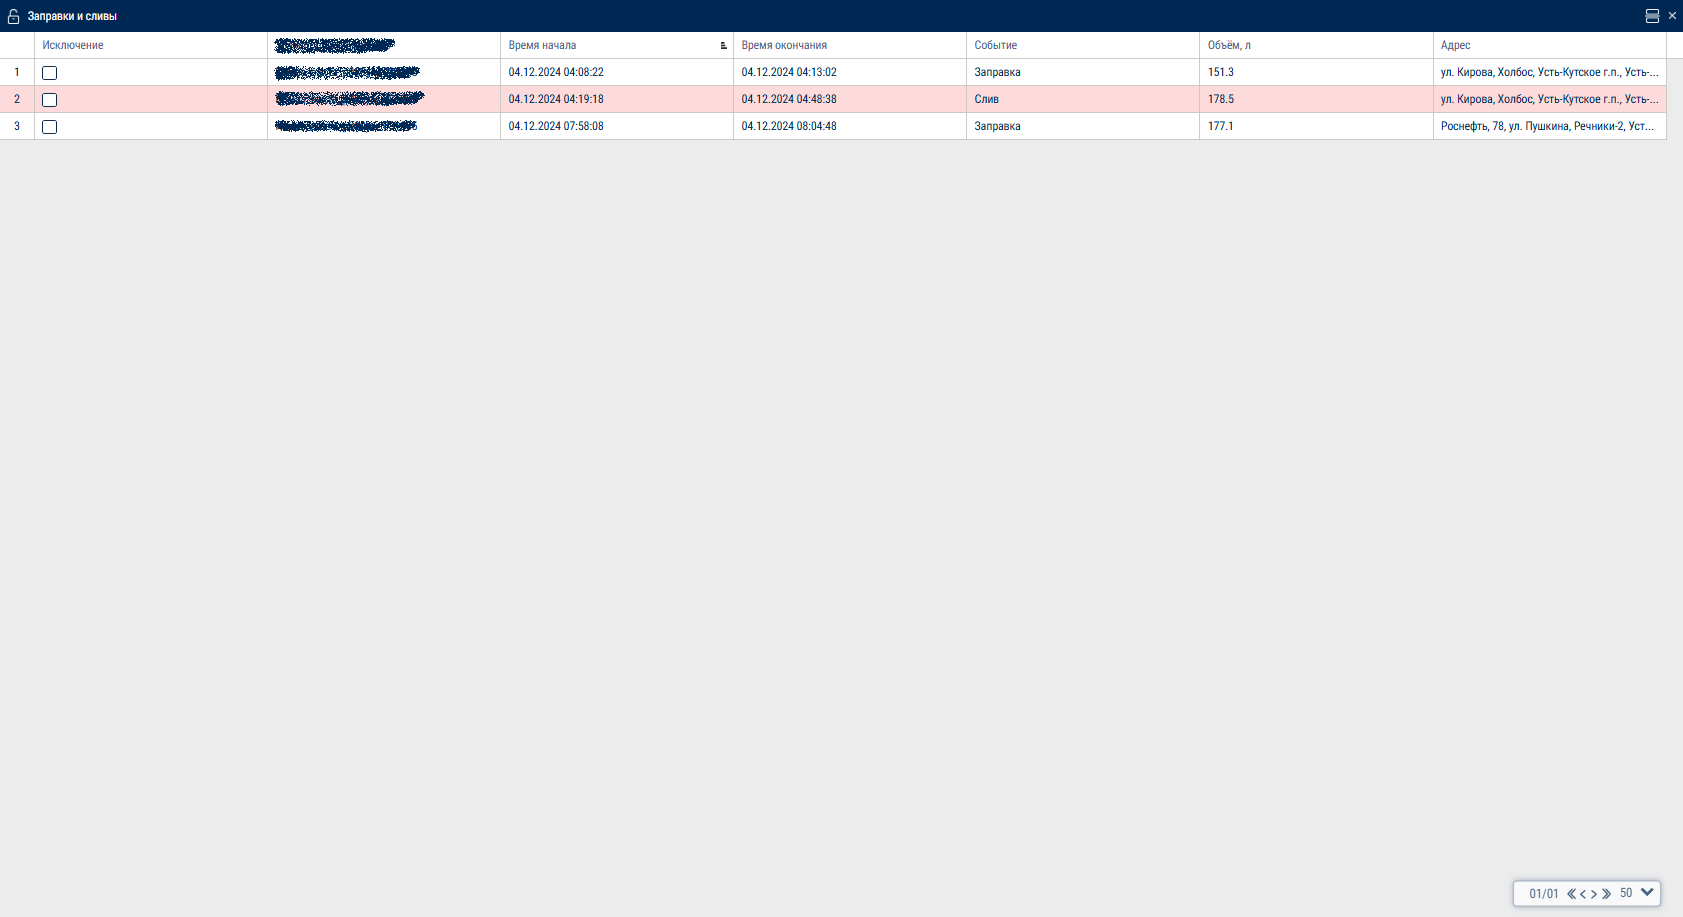 Заправки и сливы
Исключение Время начала Время окончания Событие Объём, л Адрес
1 04.12.2024 04:08:22 04.12.2024 04:13:02 Заправка 151.3 ул. Кирова, Холбос, Усть-Кутское г.п., Усть-...
2 04.12.2024 04:19:18 04.12.2024 04:48:38 Слив 178.5 ул. Кирова, Холбос, Усть-Кутское г.п., Усть-...
3 04.12.2024 07:58:08 04.12.2024 08:04:48 Заправка 177.1 Роснефть, 78, ул. Пушкина, Речники-2, Уст...
01/01 50